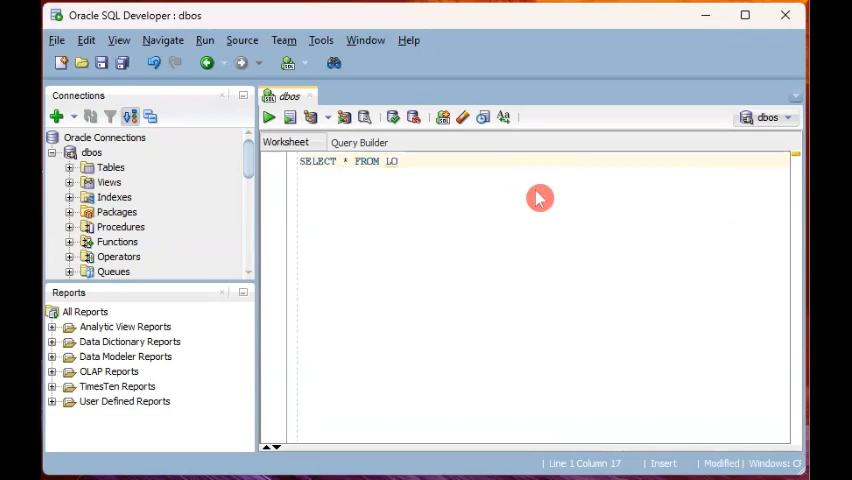 Oracle SQL Developer : dbos
File Edit View Navigate Run Source Team Tools Window Help
Connections
Oracle Connections
dbos
Tables
Views
Indexes
Packages
Procedures
Functions
Operators
Queues
Reports
All Reports
Analytic View Reports
Data Dictionary Reports
Data Modeler Reports
OLAP Reports
TimesTen Reports
User Defined Reports
dbos
SQL
dbos
Worksheet Query Builder
SELECT * FROM LO
Line 1 Column 17 Insert Modified Windows: